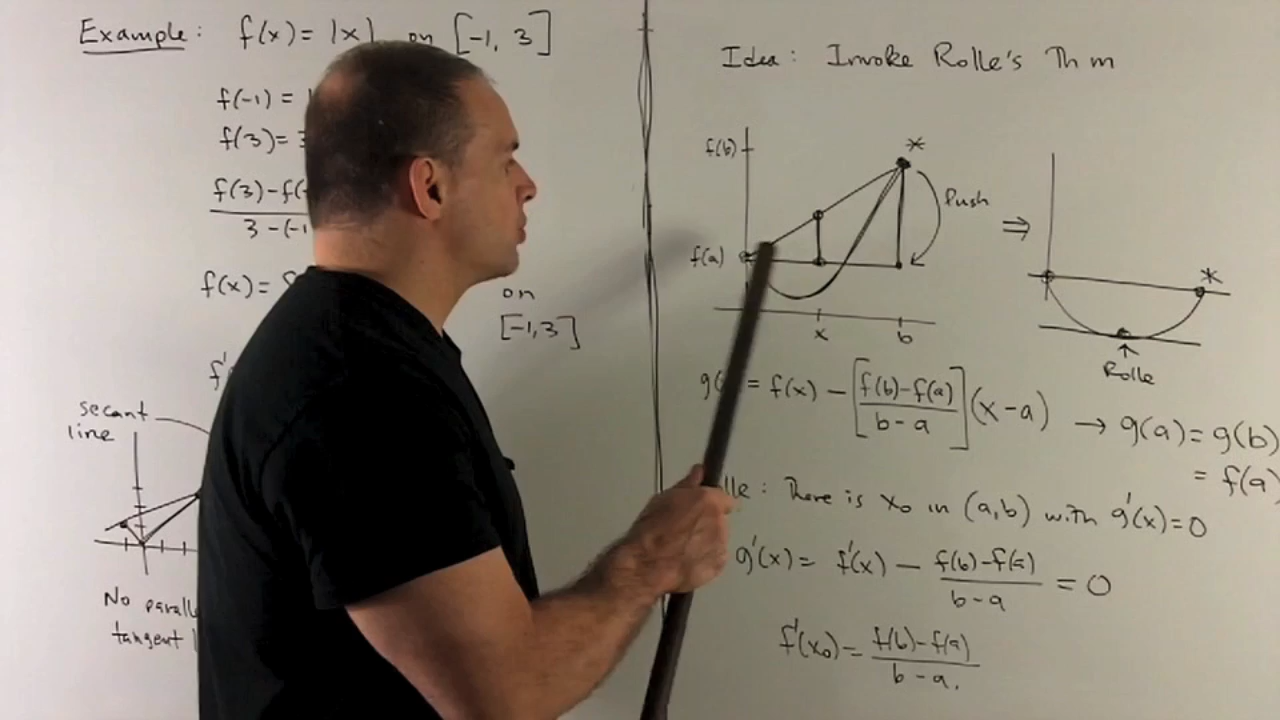 Example: f(x) = |x| on [-1, 3]
f(-1) =
f(3) = 3
f(3) - f(
3 - (-1
f(x) =
on
[-1, 3]
f'
secant
line
No
tangent
Idea: Invoke Rolle's Thm
f(b)
*
Push
f(a)
⇒
*
x
b
↑
Rolle
g( = f(x) - [f(b)-f(a) / b-a](x-a) → g(a) = g(b)
= f(a)
: There is x₀ in (a,b) with g'(x)=0
g'(x) = f'(x) - f(b)-f(a) / b-a = 0
f'(x₀) = f(b)-f(a) / b-a.